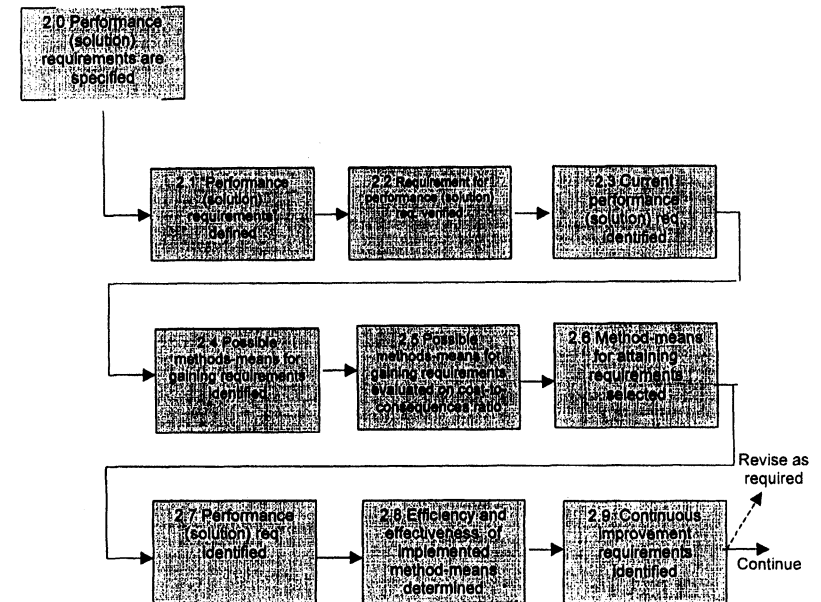 2.0 Performance
(solution)
requirements are
specified
2.1 Performance
(solution)
requirements
defined
2.2 Requirement for
performance (solution)
req. verified
2.3 Current
performance
(solution) req
identified
2.4 Possible
methods-means for
gaining requirements
identified
2.5 Possible
methods-means for
gaining requirements
evaluated on cost-to-
consequences ratio
2.6 Method-means
for attaining
requirements
selected
2.7 Performance
(solution) req
identified
2.8 Efficiency and
effectiveness of
implemented
method-means
determined
2.9 Continuous
improvement
requirements
identified
Revise as
required
Continue